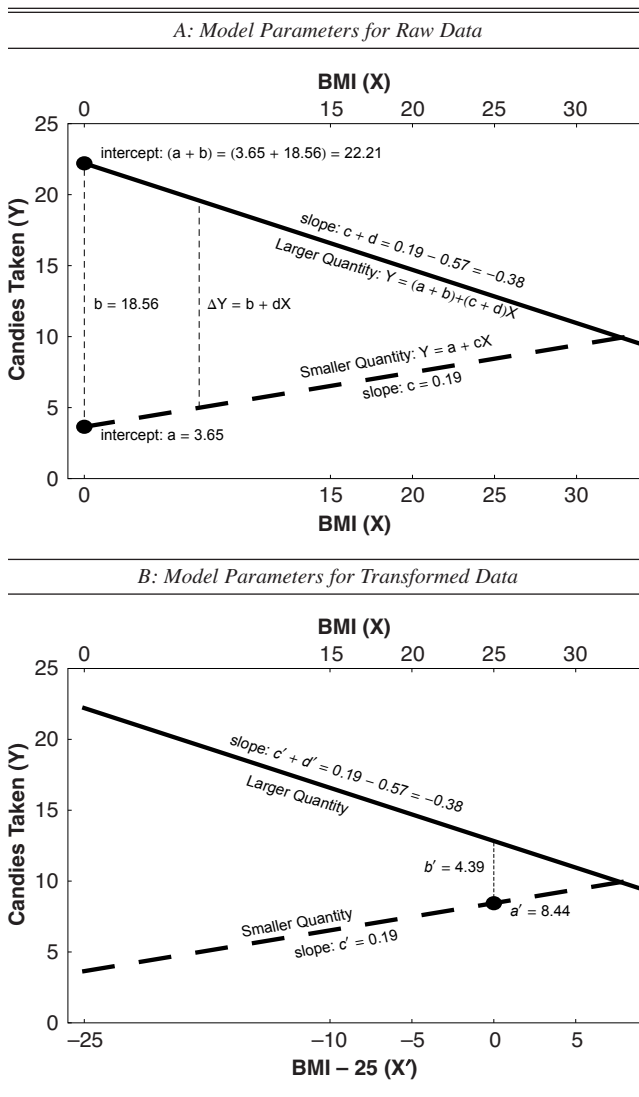 A: Model Parameters for Raw Data
BMI (X)
0 15 20 25 30
25
20
15
10
5
0
Candies Taken (Y)
intercept: (a + b) = (3.65 + 18.56) = 22.21
slope: c + d = 0.19 − 0.57 = −0.38
Larger Quantity: Y = (a + b)+(c + d)X
b = 18.56
ΔY = b + dX
Smaller Quantity: Y = a + cX
slope: c = 0.19
intercept: a = 3.65
0 15 20 25 30
BMI (X)
B: Model Parameters for Transformed Data
BMI (X)
0 15 20 25 30
25
20
15
10
5
0
Candies Taken (Y)
slope: c′ + d′ = 0.19 − 0.57 = −0.38
Larger Quantity
b′ = 4.39
a′ = 8.44
Smaller Quantity
slope: c′ = 0.19
−25 −10 −5 0 5
BMI – 25 (X′)